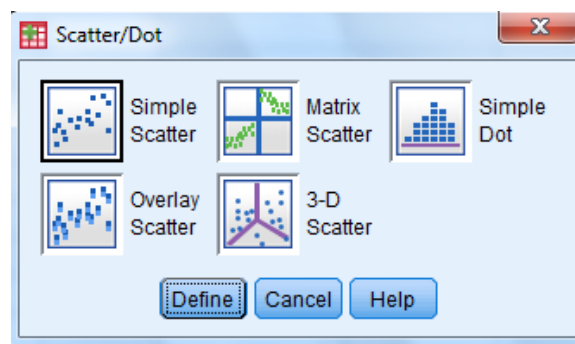 Scatter/Dot
Simple
Scatter
Matrix
Scatter
Simple
Dot
Overlay
Scatter
3-D
Scatter
Define
Cancel
Help